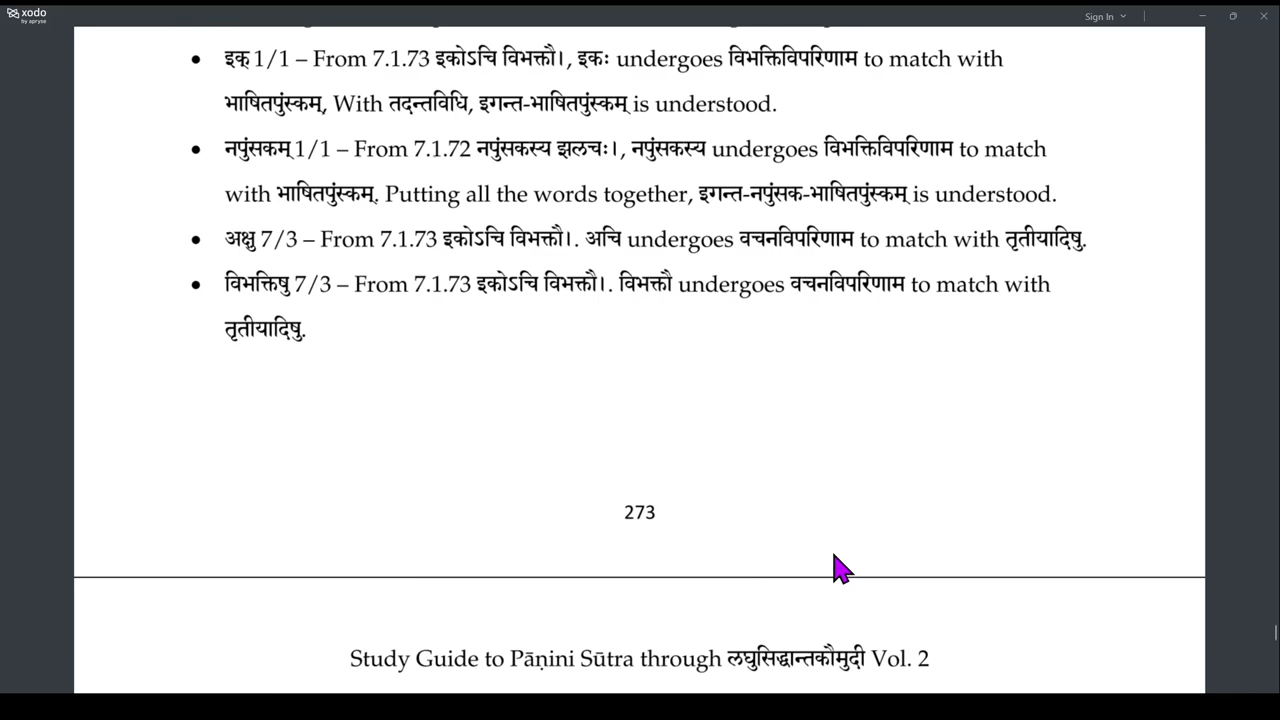 xodo
by apryse
Sign In
• इक् 1/1 – From 7.1.73 इकोऽचि विभक्तौ।, इकः undergoes विभक्तिविपरिणाम to match with
भाषितपुंस्कम्, With तदन्तविधि, इगन्त-भाषितपुंस्कम् is understood.
• नपुंसकम् 1/1 – From 7.1.72 नपुंसकस्य झलचः।, नपुंसकस्य undergoes विभक्तिविपरिणाम to match
with भाषितपुंस्कम्. Putting all the words together, इगन्त-नपुंसक-भाषितपुंस्कम् is understood.
• अक्षु 7/3 – From 7.1.73 इकोऽचि विभक्तौ।. अचि undergoes वचनविपरिणाम to match with तृतीयादिषु.
• विभक्तिषु 7/3 – From 7.1.73 इकोऽचि विभक्तौ।. विभक्तौ undergoes वचनविपरिणाम to match with
तृतीयादिषु.
273
Study Guide to Pāṇini Sūtra through लघुसिद्धान्तकौमुदी Vol. 2